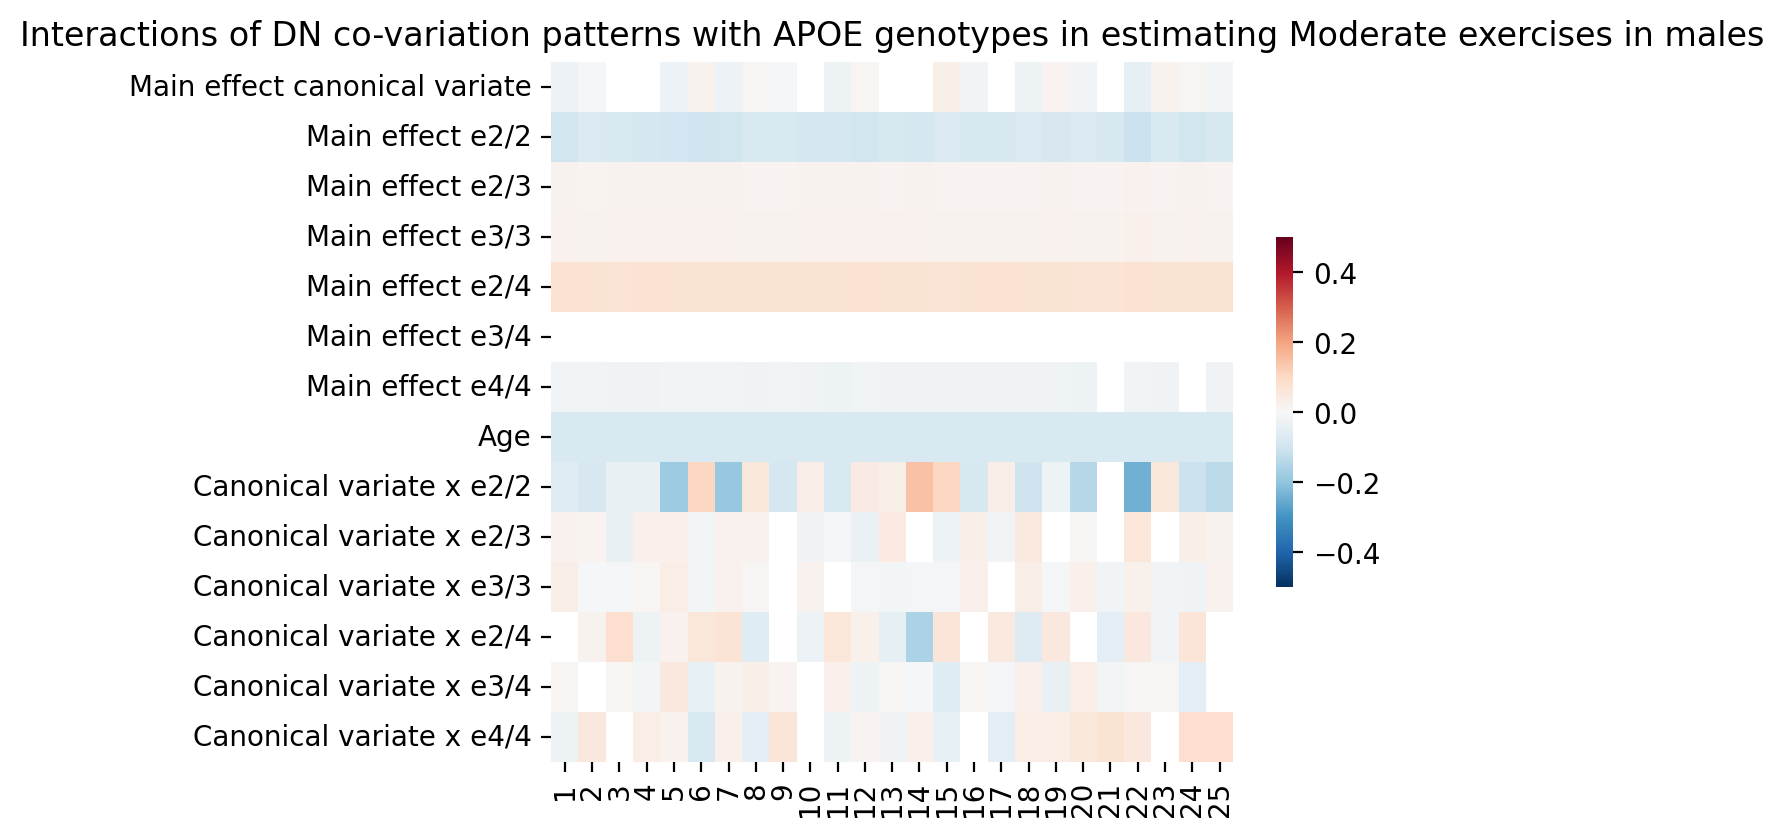 Interactions of DN co-variation patterns with APOE genotypes in estimating Moderate exercises in males
Main effect canonical variate
Main effect e2/2
Main effect e2/3
Main effect e3/3
Main effect e2/4
Main effect e3/4
Main effect e4/4
Age
Canonical variate x e2/2
Canonical variate x e2/3
Canonical variate x e3/3
Canonical variate x e2/4
Canonical variate x e3/4
Canonical variate x e4/4
1 2 3 4 5 6 7 8 9 10 11 12 13 14 15 16 17 18 19 20 21 22 23 24 25
0.4
0.2
0.0
−0.2
−0.4